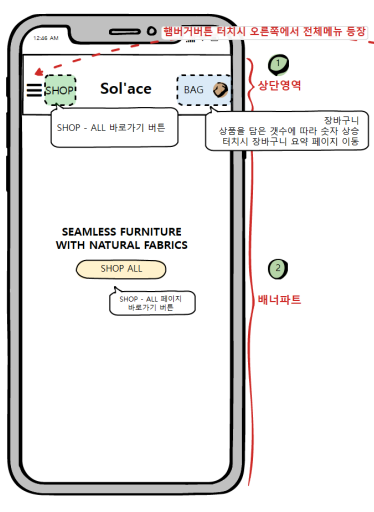 햄버거버튼 터치시 오른쪽에서 전체메뉴 등장
12:46 AM
1
상단영역
SHOP
Sol'ace
BAG
SHOP - ALL 바로가기 버튼
장바구니
상품을 담은 갯수에 따라 숫자 상승
터치시 장바구니 요약 페이지 이동
SEAMLESS FURNITURE
WITH NATURAL FABRICS
SHOP ALL
2
배너파트
SHOP - ALL 페이지
바로가기 버튼